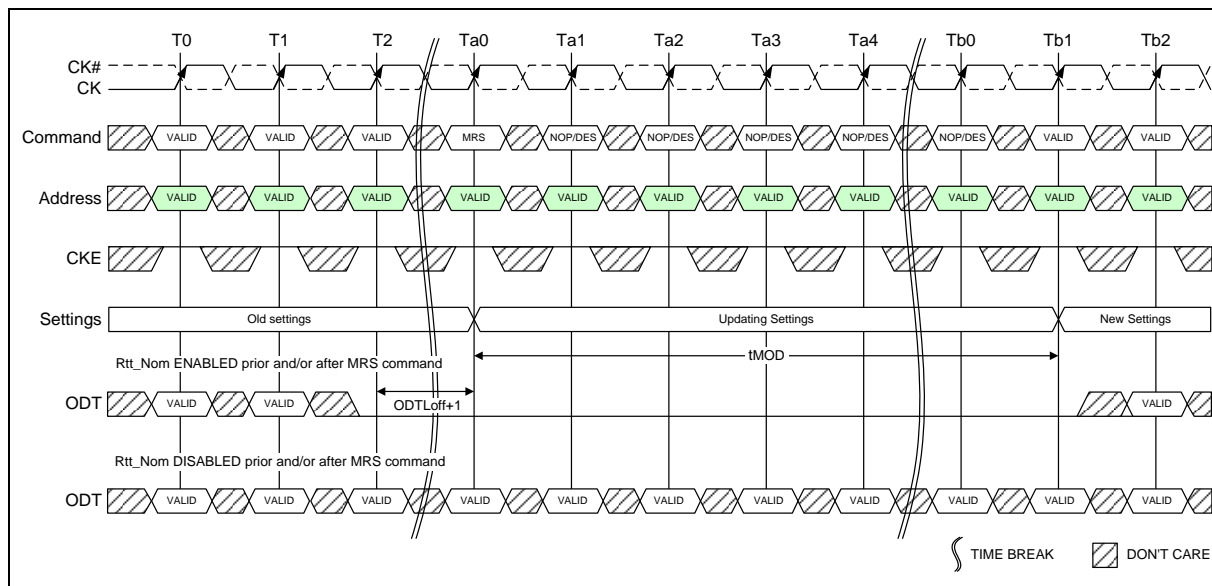 T0 T1 T2 Ta0 Ta1 Ta2 Ta3 Ta4 Tb0 Tb1 Tb2
CK#
CK
Command VALID VALID VALID MRS NOP/DES NOP/DES NOP/DES NOP/DES NOP/DES VALID VALID
Address VALID VALID VALID VALID VALID VALID VALID VALID VALID VALID VALID
CKE
Settings Old settings Updating Settings New Settings
Rtt_Nom ENABLED prior and/or after MRS command tMOD
ODT VALID VALID ODTLoff+1 VALID
Rtt_Nom DISABLED prior and/or after MRS command
ODT VALID VALID VALID VALID VALID VALID VALID VALID VALID VALID VALID
TIME BREAK DON'T CARE